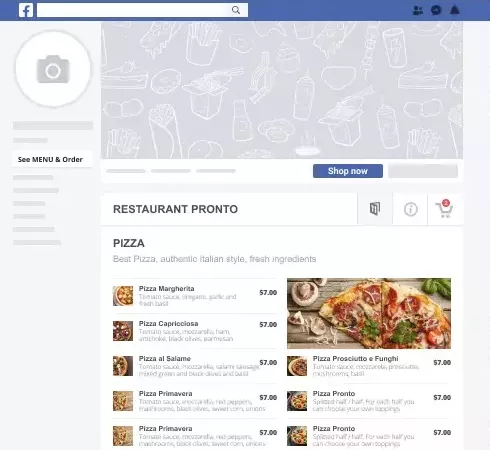 f
See MENU & Order
Shop now
RESTAURANT PRONTO
2
PIZZA
Best Pizza, authentic Italian style, fresh ingredients
Pizza Margherita
$7.00
Tomato sauce, oregano, garlic and
fresh basil
Pizza Capricciosa
$7.00
Tomato sauce, mozzarella, ham,
artichoke, black olives, parmesan
Pizza al Salame
$7.00
Tomato sauce, mozzarella, salami sausage,
mixed green and black olives and basil
Pizza Primavera
$7.00
Tomato sauce, mozzarella, red peppers,
mashrooms, black olives, sweet corn, onions
Pizza Primavera
$7.00
Tomato sauce, mozzarella, red peppers,
mashrooms, black olives, sweet corn, onions
Pizza Prosciutto e Funghi
$7.00
Tomato sauce, mozzarella, prosciutto,
mushrooms, basil
Pizza Pronto
$7.00
Splitted half / half. For each half you
can choose your own toppings
Pizza Pronto
$7.00
Splitted half / half. For each half you
can choose your own toppings